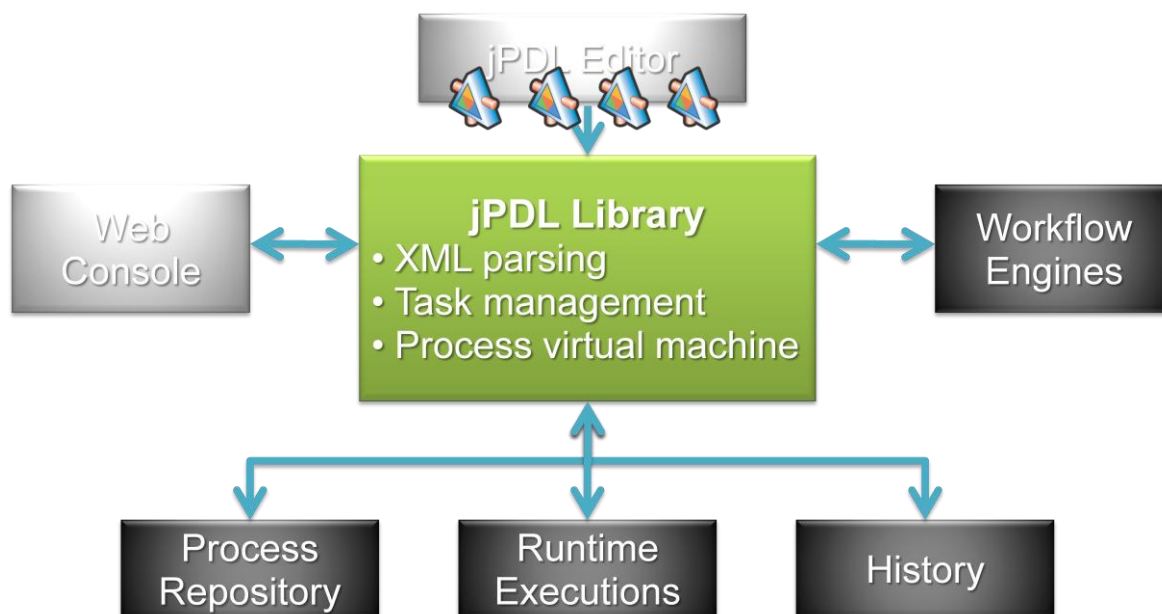 jPDL Editor
Web
Console
jPDL Library
• XML parsing
• Task management
• Process virtual machine
Workflow
Engines
Process
Repository
Runtime
Executions
History